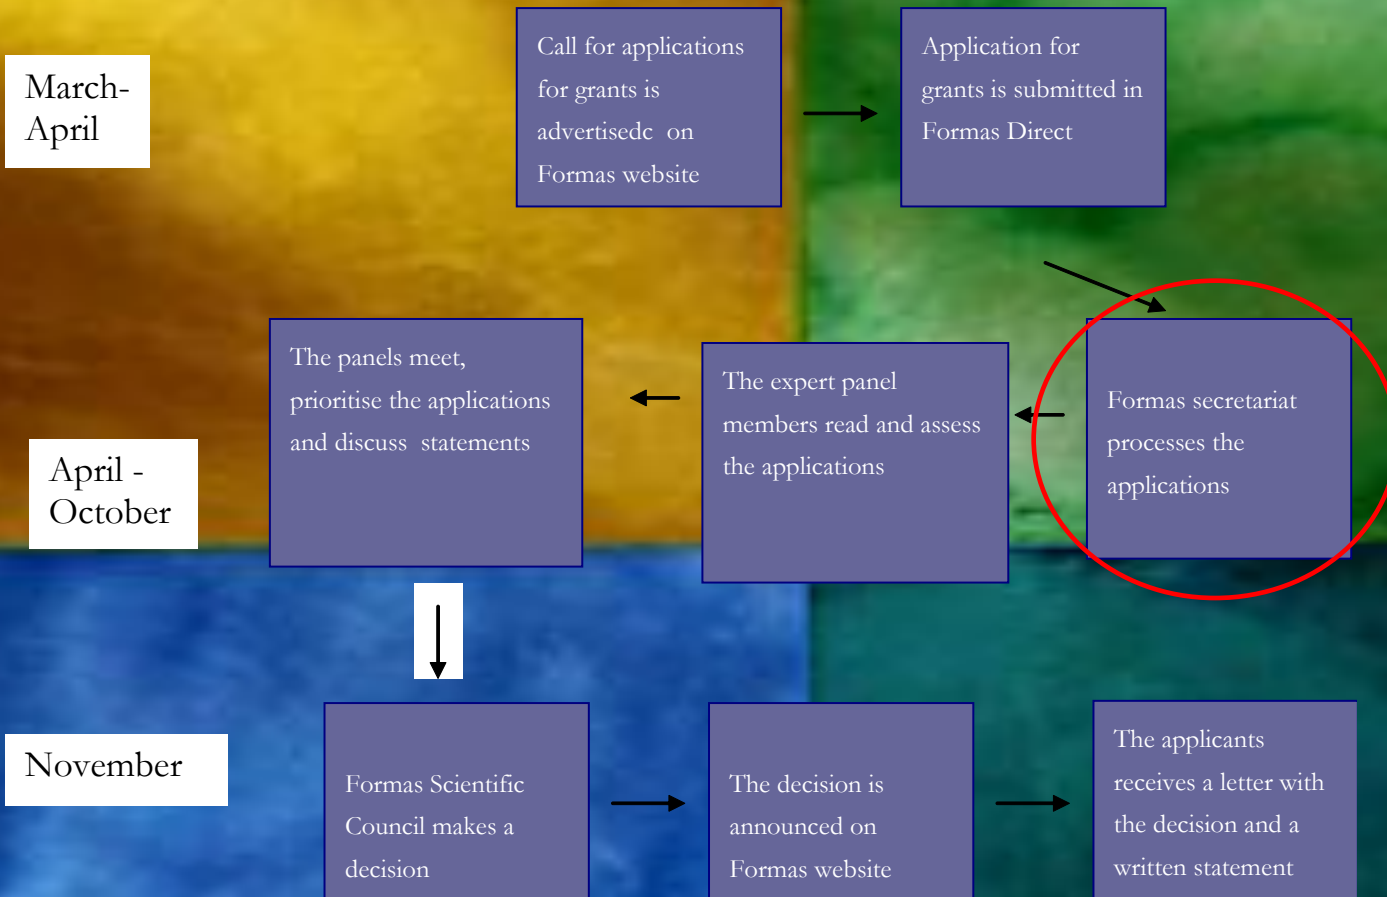 March-
April
Call for applications
for grants is
advertisedc on
Formas website
Application for
grants is submitted in
Formas Direct
April -
October
The panels meet,
prioritise the applications
and discuss statements
The expert panel
members read and assess
the applications
Formas secretariat
processes the
applications
November
Formas Scientific
Council makes a
decision
The decision is
announced on
Formas website
The applicants
receives a letter with
the decision and a
written statement